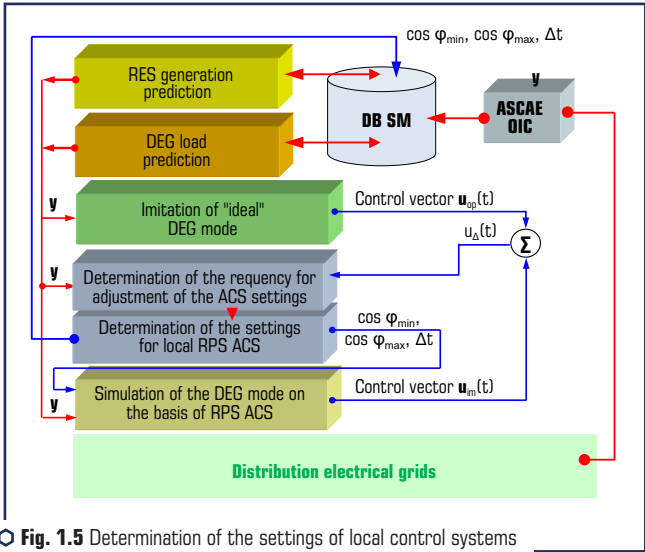 cos φmin, cos φmax, Δt
RES generation
prediction
DB SM
y
ASCAE
OIC
DEG load
prediction
y
Imitation of "ideal"
DEG mode
Control vector uop(t)
uΔ(t)
Σ
y
Determination of the requency for
adjustment of the ACS settings
Determination of the settings
for local RPS ACS
cos φmin,
cos φmax, Δt
y
Simulation of the DEG mode on
the basis of RPS ACS
Control vector uim(t)
Distribution electrical grids
Fig. 1.5 Determination of the settings of local control systems